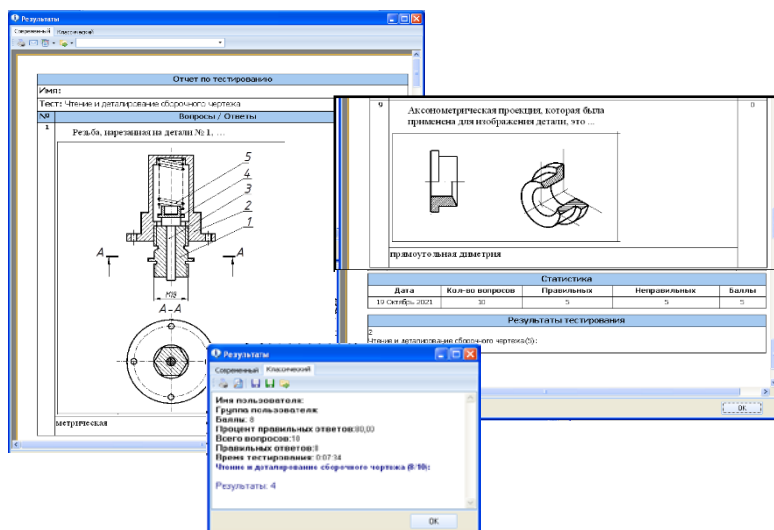 Результаты
Современный Классический
Отчет по тестированию
Имя:
Тест: Чтение и деталирование сборочного чертежа
№ Вопросы / Ответы
1 Резьба, нарезанная на детали № 1, ...
5
4
3
2
1
А А
А–А
метрическая
9 Аксонометрическая проекция, которая была 0
применена для изображения детали, это ...
прямоугольная диметрия
Статистика
Дата Кол-во вопросов Правильных Неправильных Баллы
19 Октябрь, 2021 10 5 5 5
Результаты тестирования
2
Чтение и деталирование сборочного чертежа(5):
OK
Результаты
Современный Классический
Имя пользователя:
Группа пользователя:
Баллы: 8
Процент правильных ответов:80,00
Всего вопросов:10
Правильных ответов:8
Время тестирования: 0:07:34
Чтение и деталирование сборочного чертежа (8/10):
Результаты: 4
OK